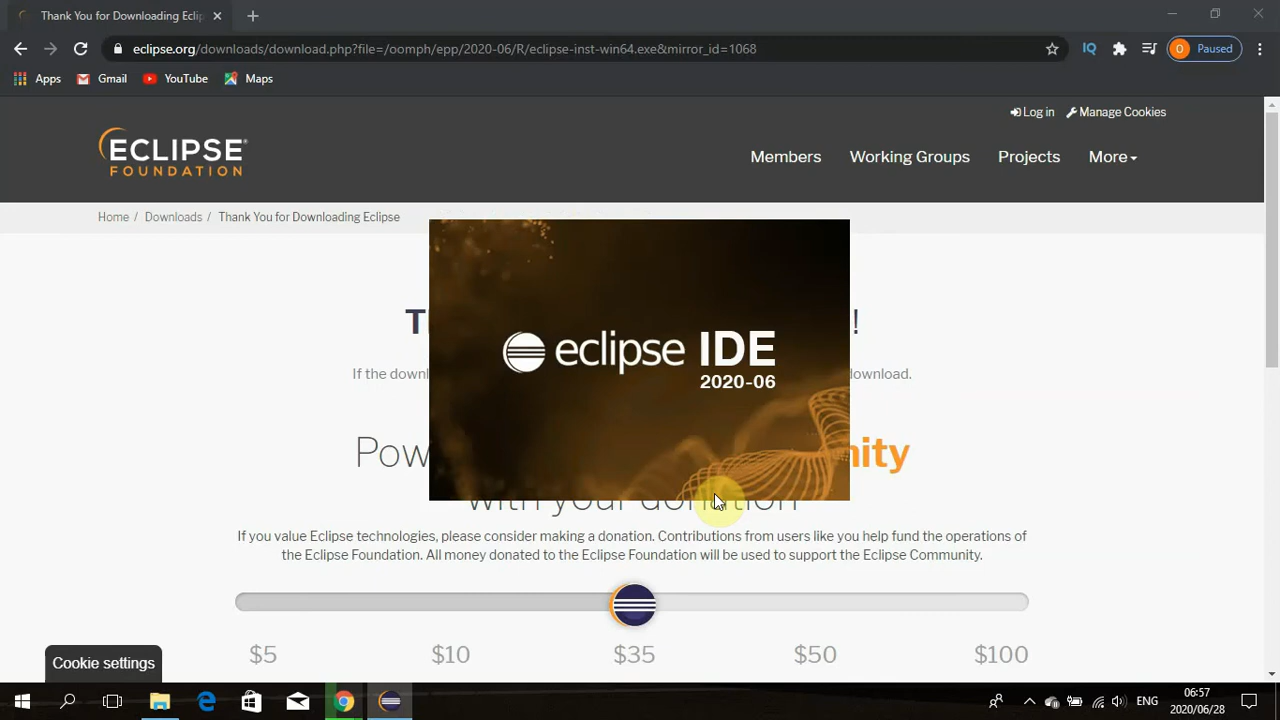 Thank You for Downloading Ecli
eclipse.org/downloads/download.php?file=/oomph/epp/2020-06/R/eclipse-inst-win64.exe&mirror_id=1068
IQ
O Paused
Apps Gmail YouTube Maps
Log in Manage Cookies
ECLIPSE®
FOUNDATION
Members Working Groups Projects More
Home / Downloads / Thank You for Downloading Eclipse
eclipse IDE
2020-06
T !
If the downl ownload.
Pow nity
with your donation
If you value Eclipse technologies, please consider making a donation. Contributions from users like you help fund the operations of
the Eclipse Foundation. All money donated to the Eclipse Foundation will be used to support the Eclipse Community.
$5 $10 $35 $50 $100
Cookie settings
ENG
06:57
2020/06/28